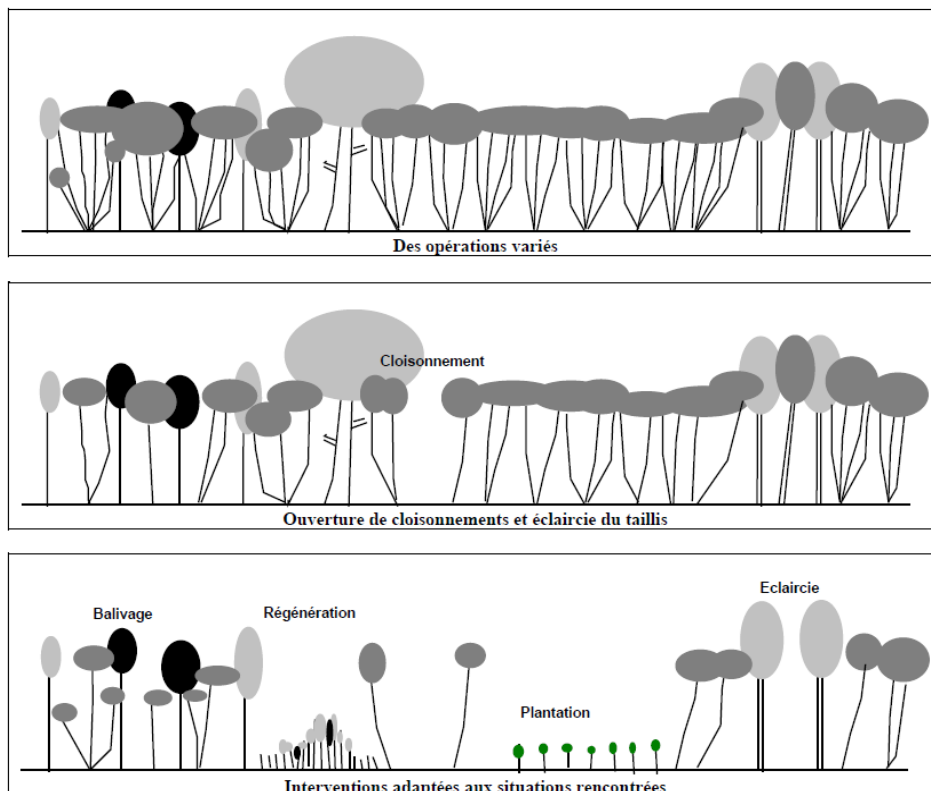 Des opérations variés
Cloisonnement
Ouverture de cloisonnements et éclaircie du taillis
Balivage
Régénération
Eclaircie
Plantation
Interventions adaptées aux situations rencontrées